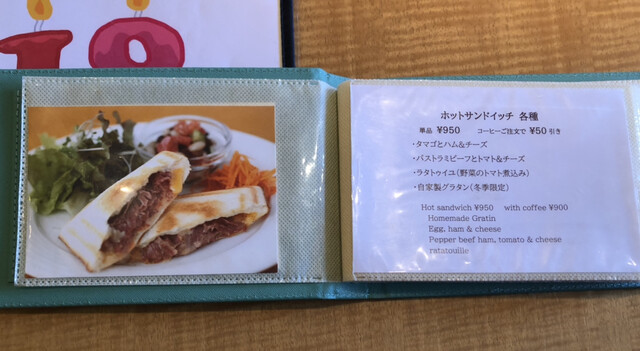 19
ホットサンドイッチ 各種
単品 ¥950 コーヒーご注文で ¥50 引き
・タマゴとハム&チーズ
・パストラミビーフとトマト&チーズ
・ラタトゥイユ（野菜のトマト煮込み）
・自家製グラタン（冬季限定）
Hot sandwich ¥950 with coffee ¥900
Homemade Gratin
Egg, ham & cheese
Pepper beef ham, tomato & cheese
ratatouille